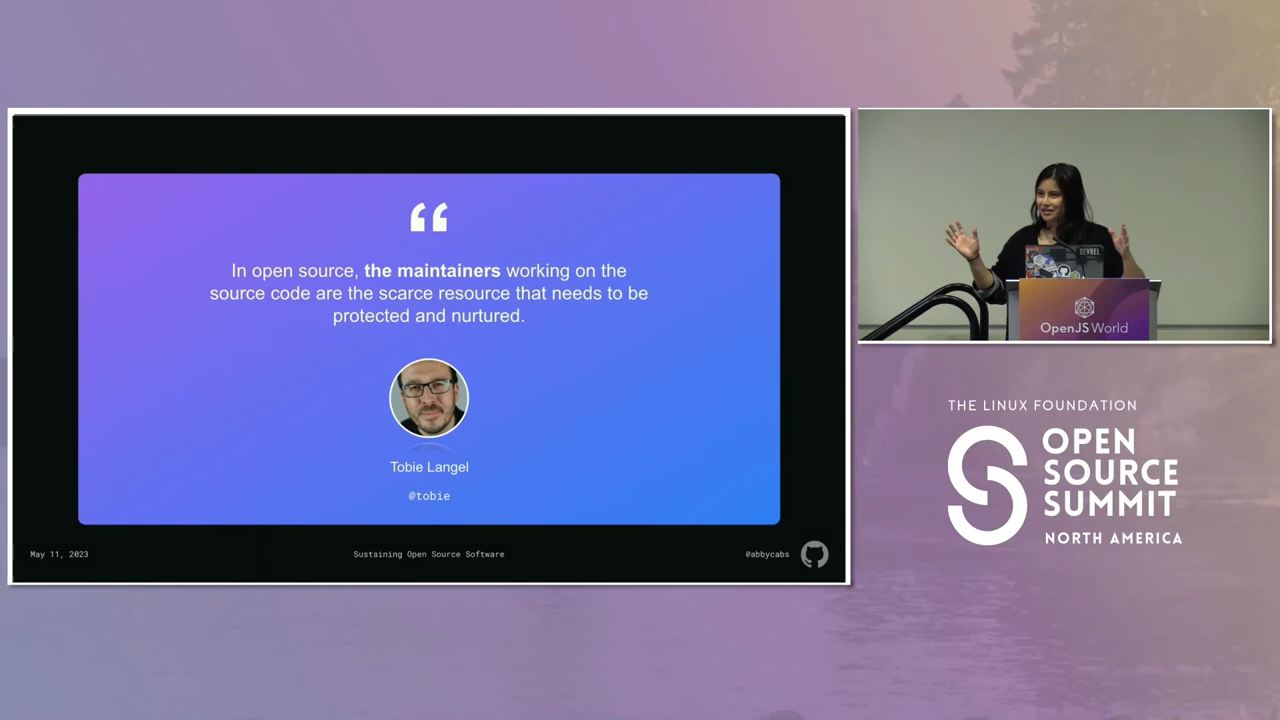 “
In open source, the maintainers working on the
source code are the scarce resource that needs to be
protected and nurtured.
Tobie Langel
@tobie
May 11, 2023
Sustaining Open Source Software
@abbycabs
DEVREL
OpenJS World
THE LINUX FOUNDATION
OPEN
SOURCE
SUMMIT
NORTH AMERICA